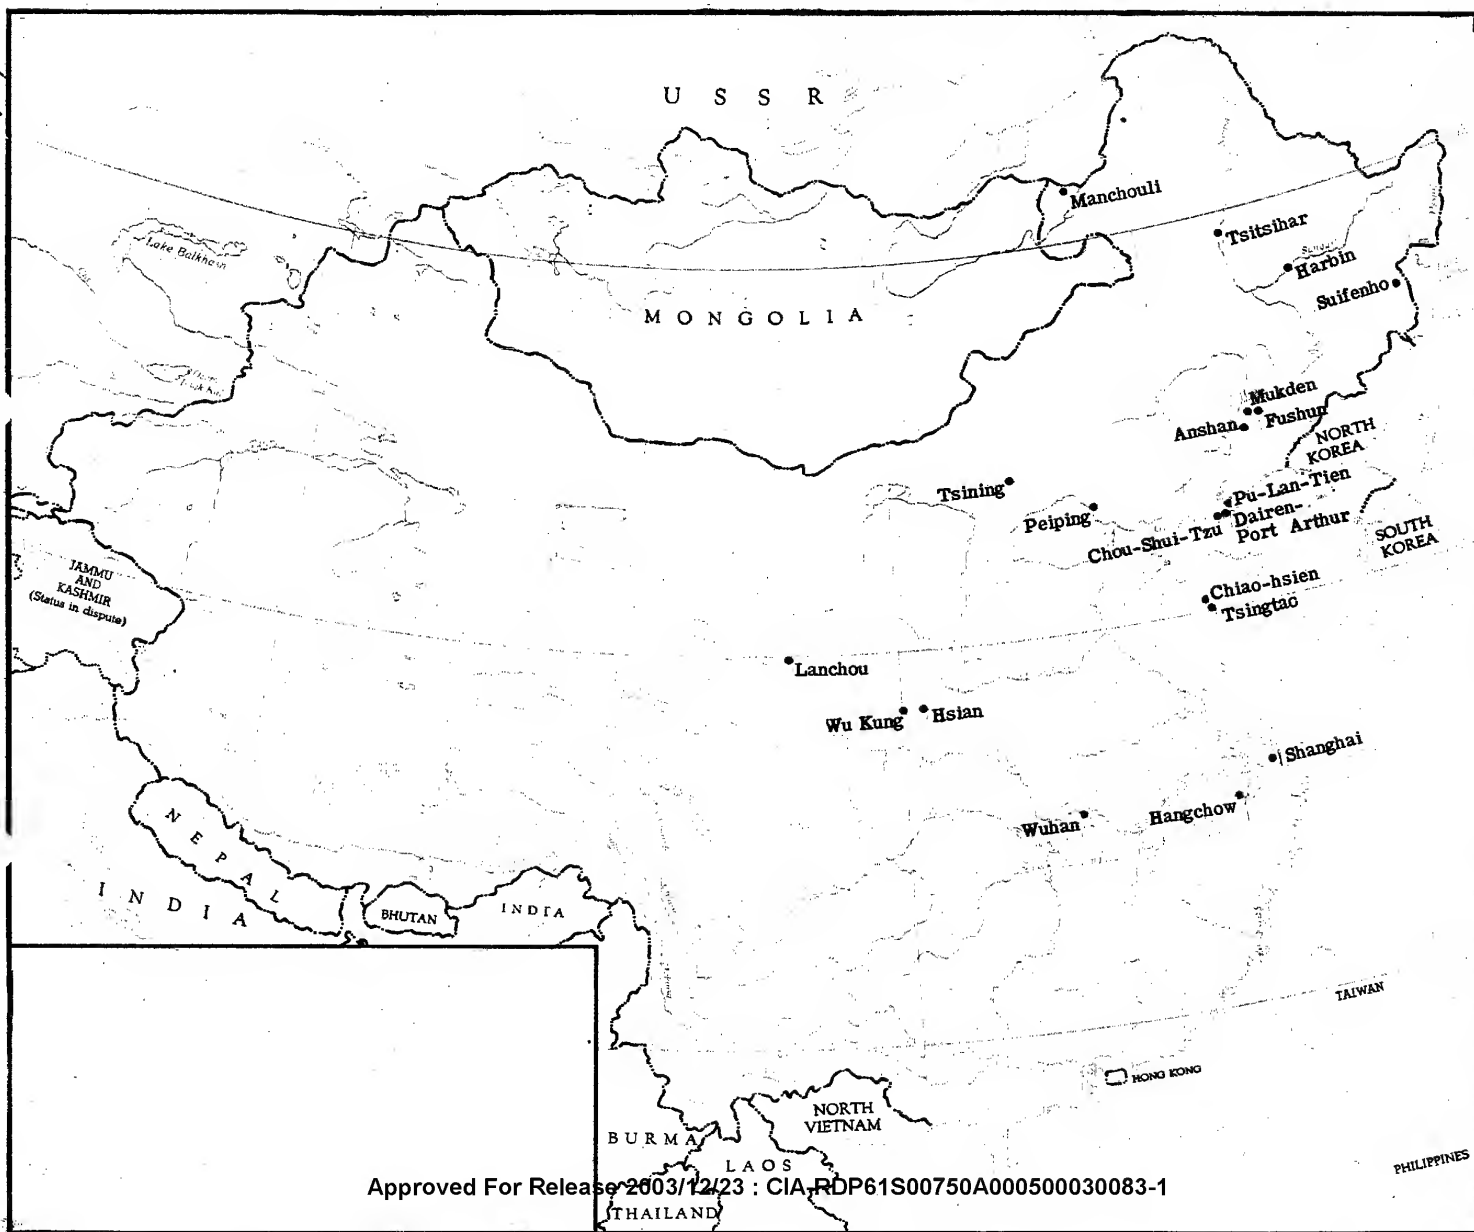 USSR
Manchouli
Tsitsihar
Lake Balkhash
Harbin
Suifenho
MONGOLIA
Mukden
Fushun
Anshan
NORTH
KOREA
Tsining
Peiping
Pu-Lan-Tien
Dairen-
Port Arthur
Chou-Shui-Tzu
SOUTH
KOREA
JAMMU
AND
KASHMIR
(Status in dispute)
Chiao-hsien
Tsingtao
Lanchou
Wu Kung
Hsian
Shanghai
Hangchow
Wuhan
NEPAL
INDIA
BHUTAN
INDIA
TAIWAN
HONG KONG
NORTH
VIETNAM
BURMA
LAOS
PHILIPPINES
Approved For Release 2003/12/23 : CIA-RDP61S00750A000500030083-1
THAILAND